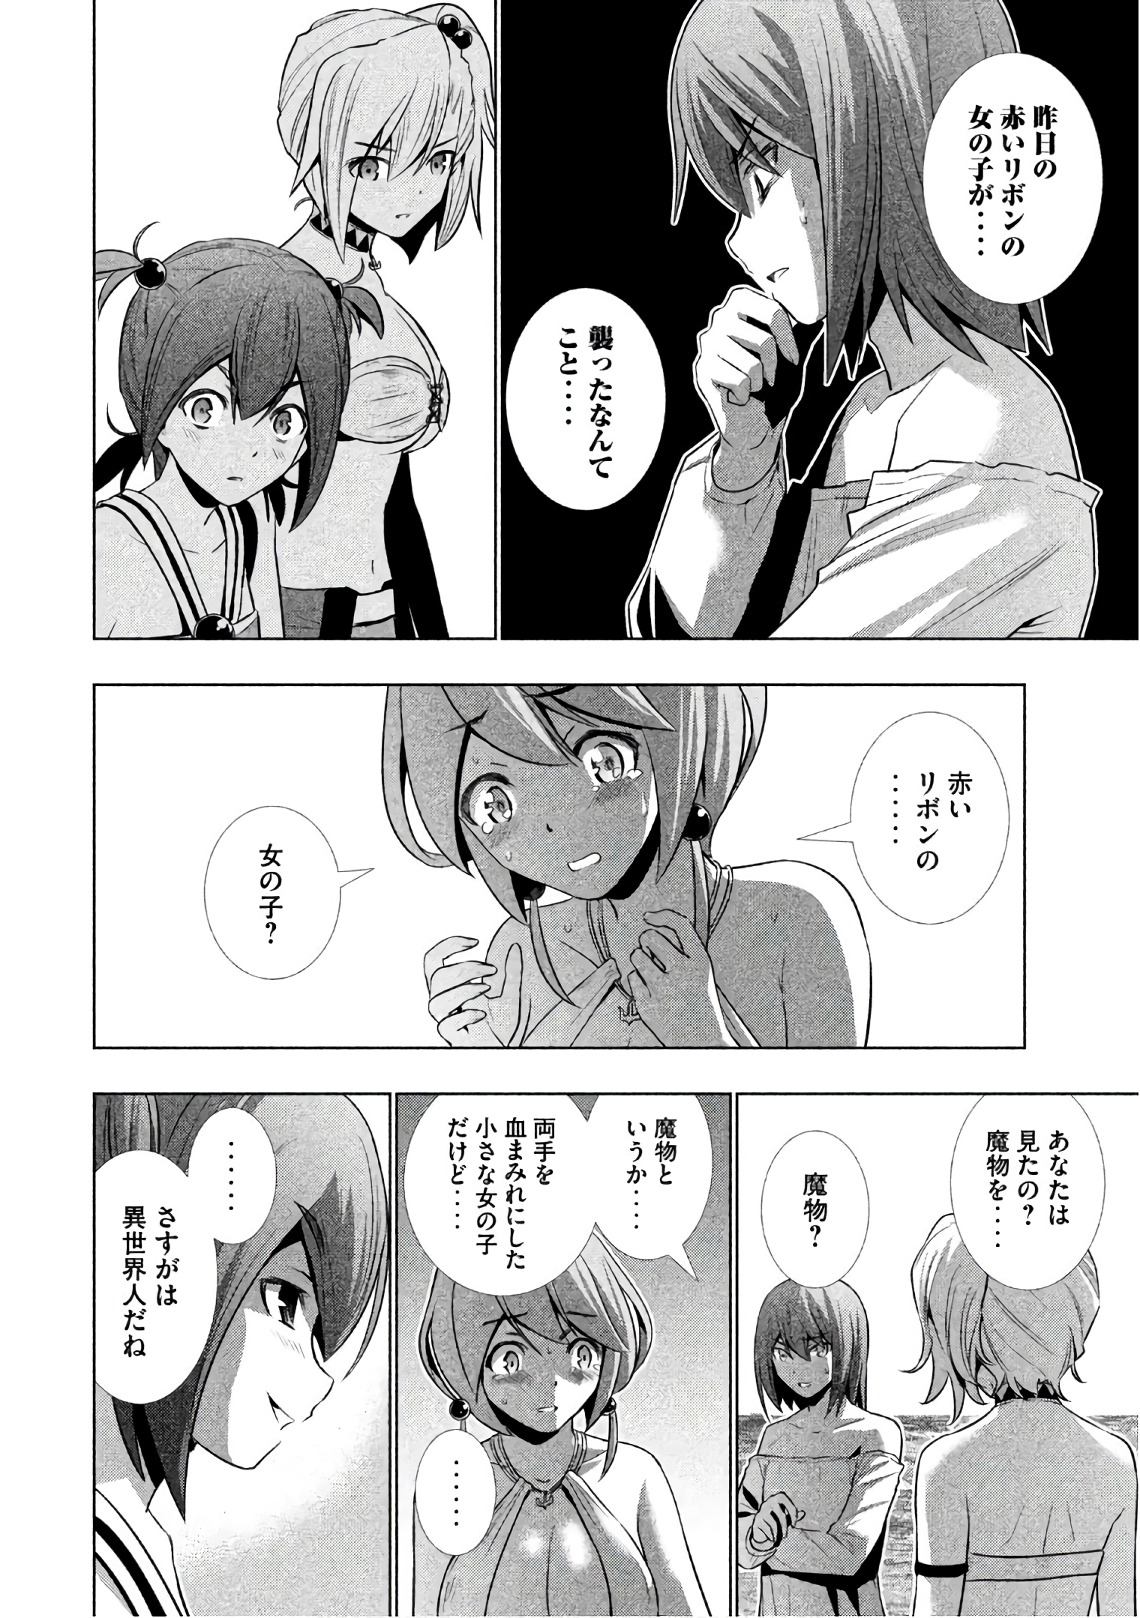 昨日の
赤いリボンの
女の子が‥‥
襲ったなんて
こと‥‥
赤い
リボンの
‥‥‥
女の子？
あなたは
見たの？
魔物を‥‥
魔物？
魔物と
いうか‥‥
両手を
血まみれにした
小さな女の子
だけど‥‥
‥‥‥
‥‥‥
さすがは
異世界人だね